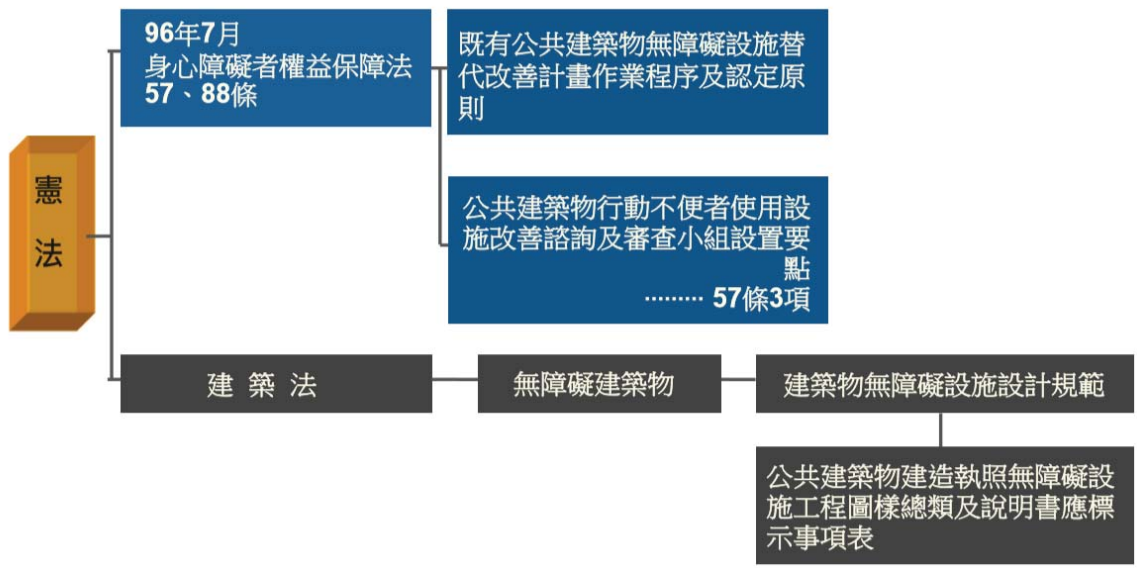 憲
法
96年7月
身心障礙者權益保障法
57、88條
既有公共建築物無障礙設施替
代改善計畫作業程序及認定原
則
公共建築物行動不便者使用設
施改善諮詢及審查小組設置要
點
......... 57條3項
建 築 法
無障礙建築物
建築物無障礙設施設計規範
公共建築物建造執照無障礙設
施工程圖樣總類及說明書應標
示事項表